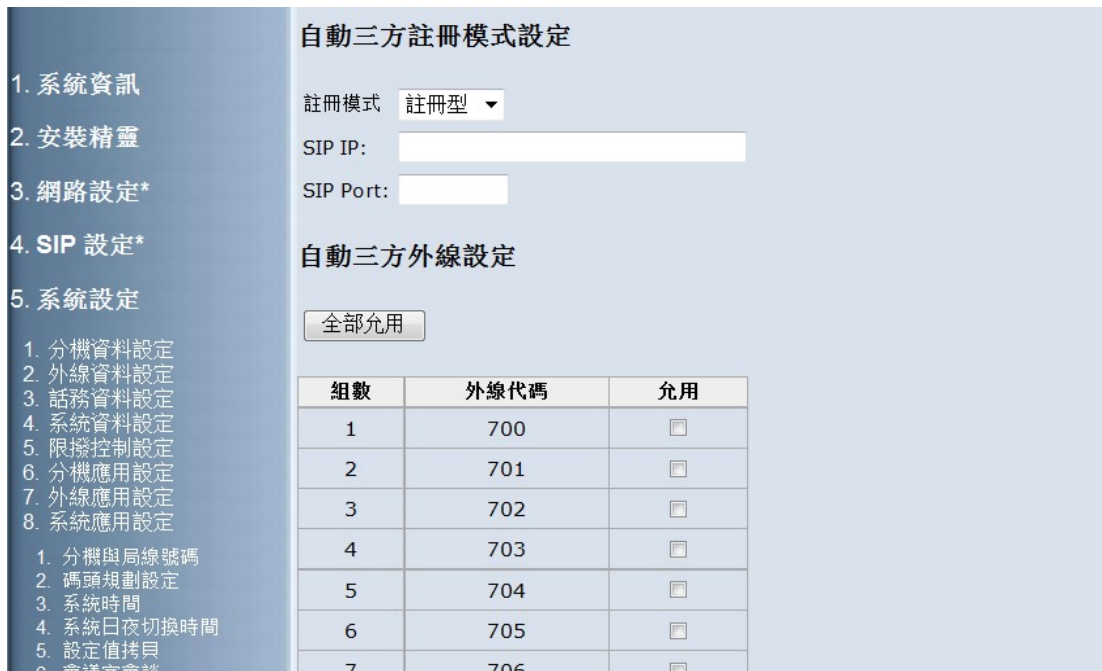 1. 系統資訊
2. 安裝精靈
3. 網路設定*
4. SIP 設定*
5. 系統設定
1. 分機資料設定
2. 外線資料設定
3. 話務資料設定
4. 系統資料設定
5. 限撥控制設定
6. 分機應用設定
7. 外線應用設定
8. 系統應用設定
1. 分機與局線號碼
2. 碼頭規劃設定
3. 系統時間
4. 系統日夜切換時間
5. 設定值拷貝
自動三方註冊模式設定
註冊模式 註冊型
SIP IP:
SIP Port:
自動三方外線設定
全部允用
組數 外線代碼 允用
1 700
2 701
3 702
4 703
5 704
6 705
7 706